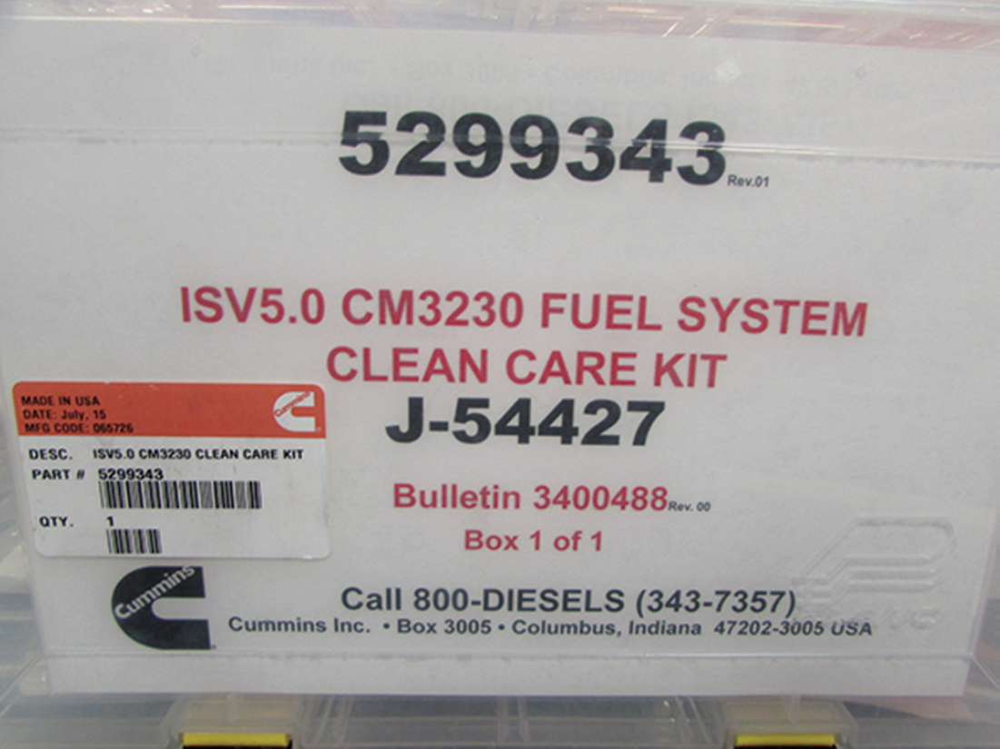 5299343 Rev.01
ISV5.0 CM3230 FUEL SYSTEM
CLEAN CARE KIT
J-54427
Bulletin 3400488 Rev. 00
Box 1 of 1
MADE IN USA
DATE: July, 15
MFG CODE: 065726
Cummins
DESC. ISV5.0 CM3230 CLEAN CARE KIT
PART # 5299343
QTY. 1
Cummins
Call 800-DIESELS (343-7357)
Cummins Inc. • Box 3005 • Columbus, Indiana 47202-3005 USA